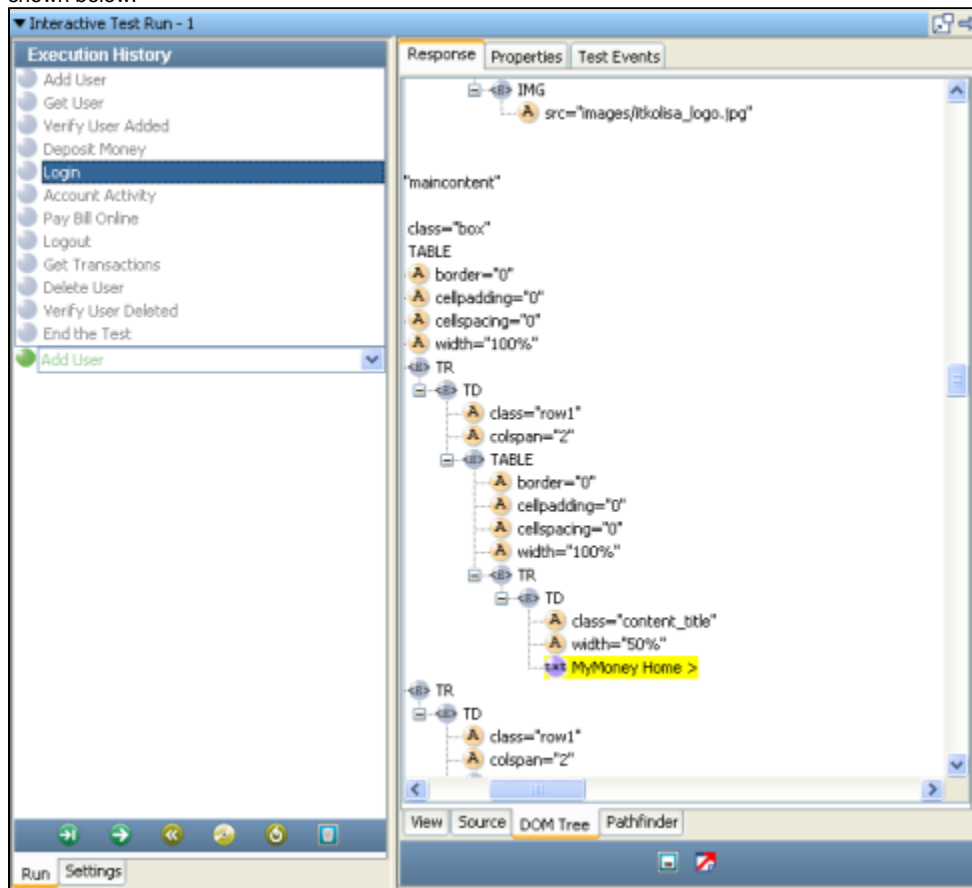 Interactive Test Run - 1
Execution History
Add User
Get User
Verify User Added
Deposit Money
Login
Account Activity
Pay Bill Online
Logout
Get Transactions
Delete User
Verify User Deleted
End the Test
Add User
Run
Settings
Response
Properties
Test Events
<E> IMG
A src="images/itkolisa_logo.jpg"
"maincontent"
class="box"
TABLE
A border="0"
A cellpadding="0"
A cellspacing="0"
A width="100%"
<E> TR
<E> TD
A class="row1"
A colspan="2"
<E> TABLE
A border="0"
A cellpadding="0"
A cellspacing="0"
A width="100%"
<E> TR
<E> TD
A class="content_title"
A width="50%"
txt MyMoney Home >
<E> TR
<E> TD
A class="row1"
A colspan="2"
View
Source
DOM Tree
Pathfinder